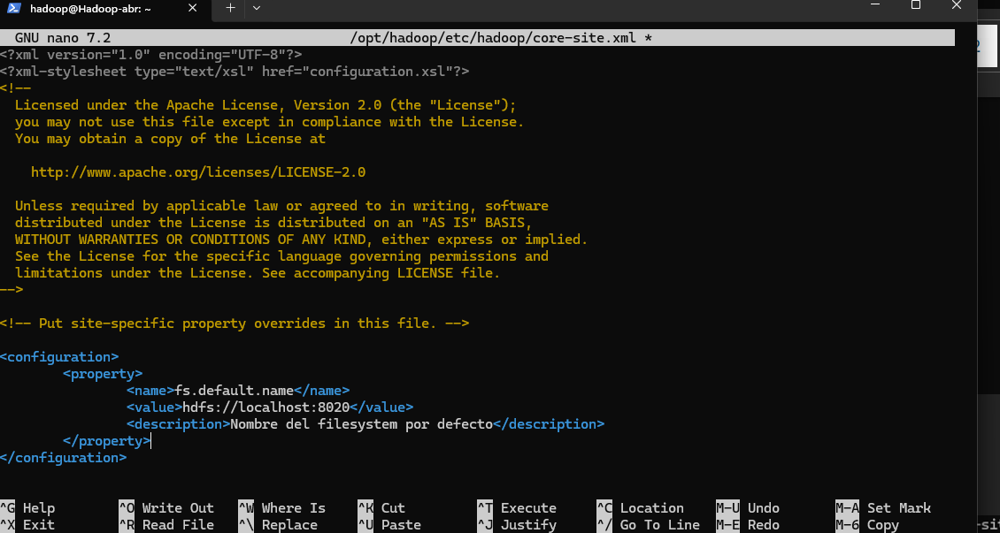 hadoop@Hadoop-abr: ~
GNU nano 7.2 /opt/hadoop/etc/hadoop/core-site.xml *
<?xml version="1.0" encoding="UTF-8"?>
<?xml-stylesheet type="text/xsl" href="configuration.xsl"?>
<!--
  Licensed under the Apache License, Version 2.0 (the "License");
  you may not use this file except in compliance with the License.
  You may obtain a copy of the License at

    http://www.apache.org/licenses/LICENSE-2.0

  Unless required by applicable law or agreed to in writing, software
  distributed under the License is distributed on an "AS IS" BASIS,
  WITHOUT WARRANTIES OR CONDITIONS OF ANY KIND, either express or implied.
  See the License for the specific language governing permissions and
  limitations under the License. See accompanying LICENSE file.
-->

<!-- Put site-specific property overrides in this file. -->

<configuration>
        <property>
                <name>fs.default.name</name>
                <value>hdfs://localhost:8020</value>
                <description>Nombre del filesystem por defecto</description>
        </property>
</configuration>

^G Help ^O Write Out ^W Where Is ^K Cut ^T Execute ^C Location M-U Undo M-A Set Mark
^X Exit ^R Read File ^\ Replace ^U Paste ^J Justify ^/ Go To Line M-E Redo M-6 Copy